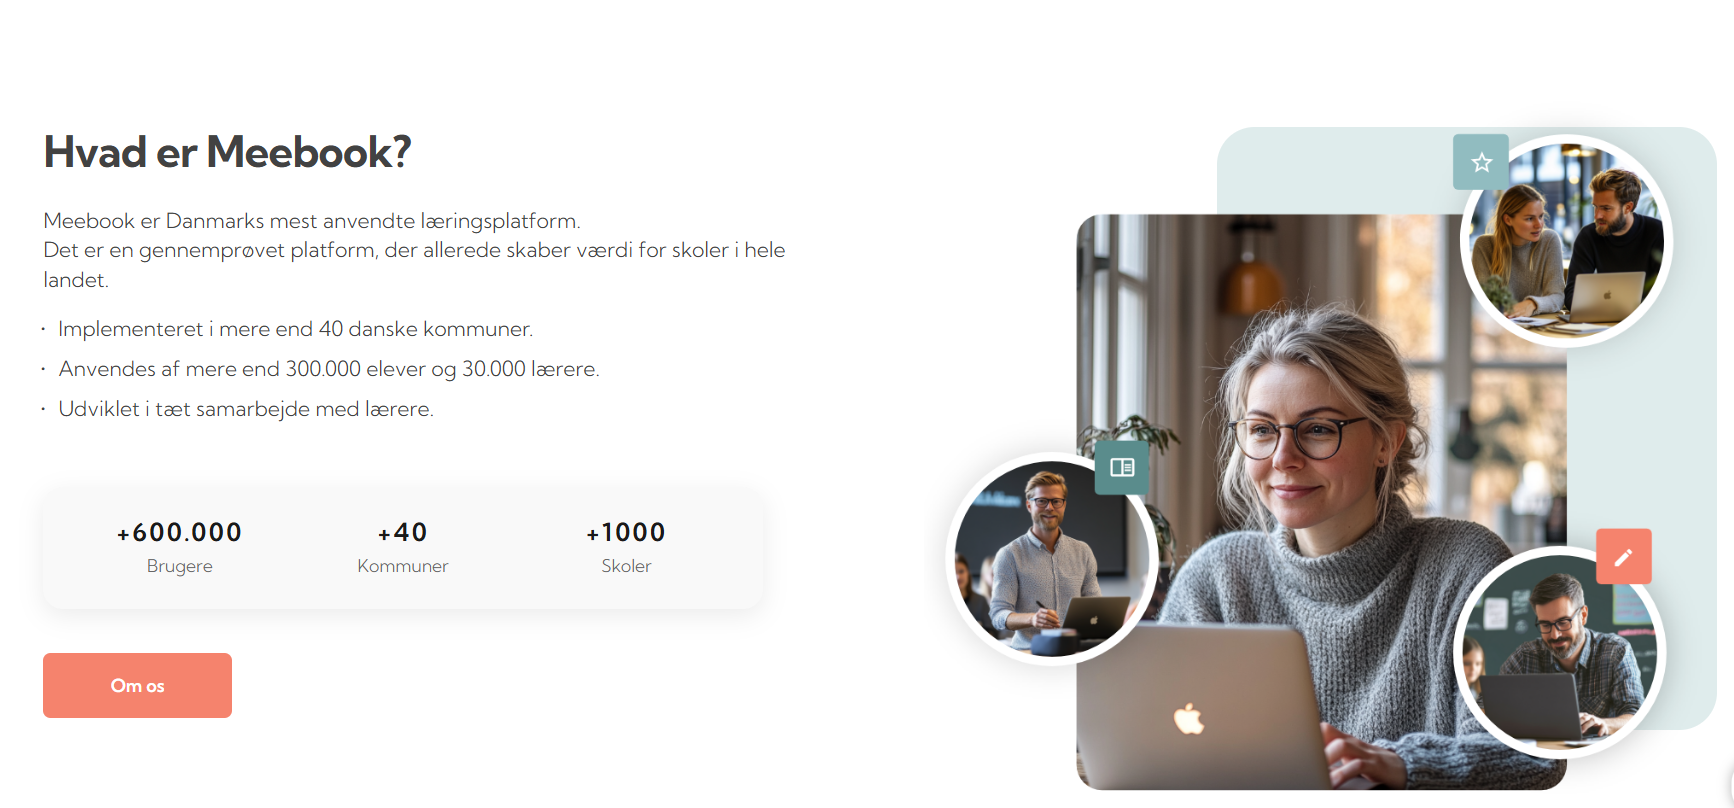 Hvad er Meebook?
Meebook er Danmarks mest anvendte læringsplatform.
Det er en gennemprøvet platform, der allerede skaber værdi for skoler i hele
landet.
· Implementeret i mere end 40 danske kommuner.
· Anvendes af mere end 300.000 elever og 30.000 lærere.
· Udviklet i tæt samarbejde med lærere.
+600.000 +40 +1000
Brugere Kommuner Skoler
Om os